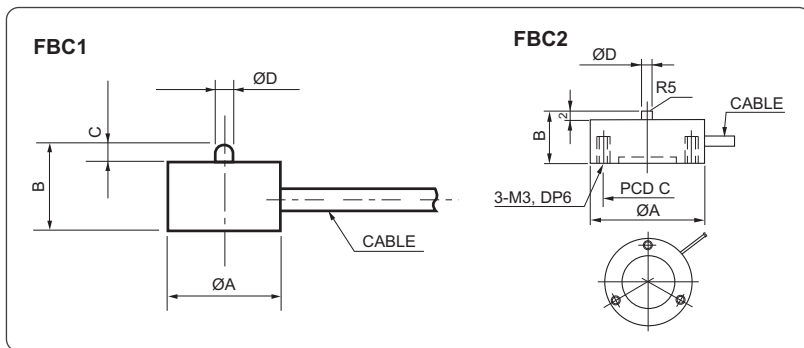 FBC1
ØD
C
B
CABLE
ØA
FBC2
ØD
R5
CABLE
2
B
3-M3, DP6
PCD C
ØA